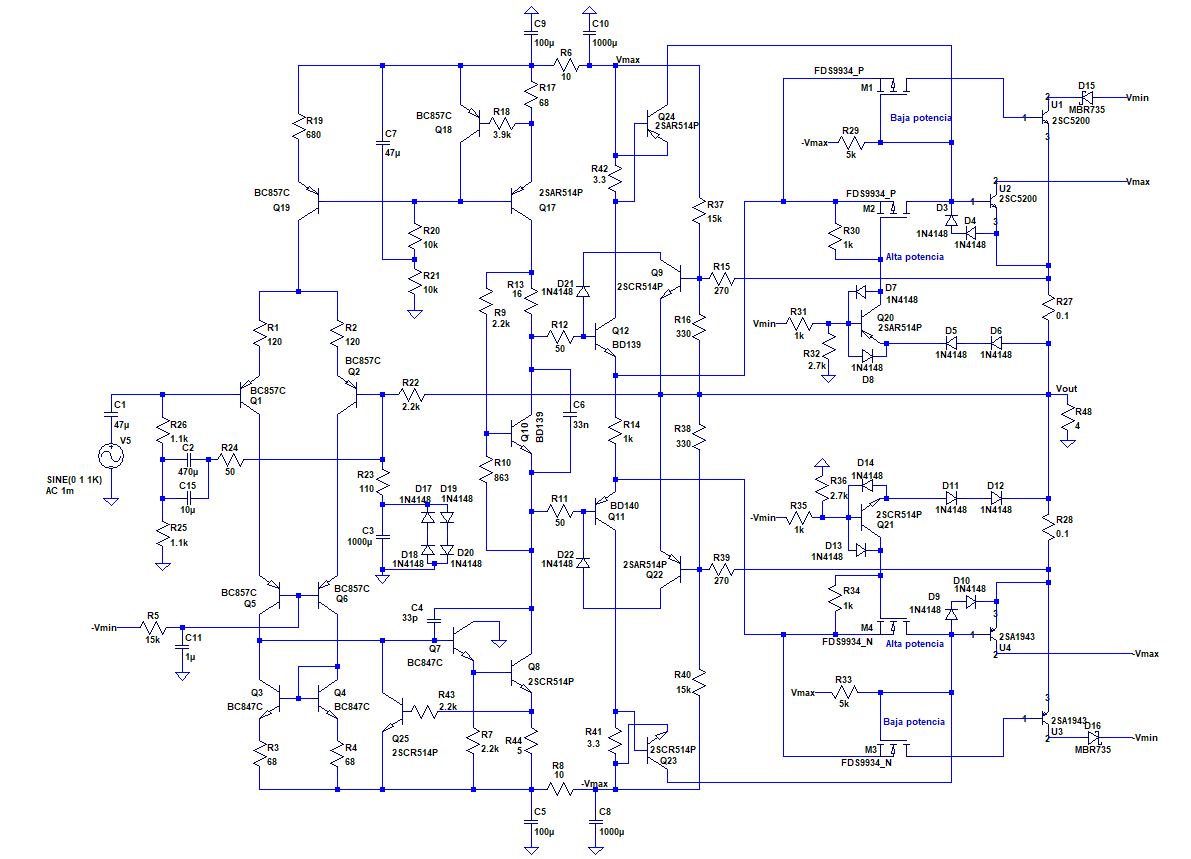 C9
100µ
C10
1000µ
R6
10
Vmax
R17
68
BC857C
Q18
R18
3.9k
R19
680
C7
47µ
BC857C
Q19
2SAR514P
Q17
R20
10k
R21
10k
Q24
2SAR514P
R42
3.3
R37
15k
FDS9934_P
M1
Baja potencia
-Vmax
R29
5k
U1
2SC5200
1
2
3
D15
MBR735
Vmin
FDS9934_P
M2
R30
1k
Alta potencia
U2
2SC5200
1
2
3
Vmax
D3
1N4148
D4
1N4148
R13
16
R9
2.2k
D21
1N4148
Q9
2SCR514P
R15
270
R12
50
Q12
BD139
R16
330
D7
1N4148
Vmin
R31
1k
Q20
2SAR514P
R32
2.7k
D8
1N4148
D5
1N4148
D6
1N4148
R27
0.1
R1
120
R2
120
BC857C
Q2
BC857C
Q1
R22
2.2k
C1
47µ
V5
SINE(0 1 1K)
AC 1m
R26
1.1k
C2
470µ
C15
10µ
R24
50
R25
1.1k
R23
110
D17
1N4148
D19
1N4148
C3
1000µ
D18
1N4148
D20
1N4148
Q10
BD139
C6
33n
R10
863
R14
1k
R38
330
Vout
R48
4
R11
50
BD140
Q11
D22
1N4148
2SAR514P
Q22
R39
270
D14
1N4148
R36
2.7k
-Vmin
R35
1k
2SCR514P
Q21
D11
1N4148
D12
1N4148
R28
0.1
D13
1N4148
R34
1k
M4
FDS9934_N
Alta potencia
D9
1N4148
D10
1N4148
1
3
2
2SA1943
U4
-Vmax
BC857C
Q5
BC857C
Q6
-Vmin
R5
15k
C11
1µ
C4
33p
Q7
BC847C
Q8
2SCR514P
Q3
BC847C
Q4
BC847C
R3
68
R4
68
Q25
2SCR514P
R43
2.2k
R7
2.2k
R44
5
R8
10
-Vmax
C5
100µ
C8
1000µ
R41
3.3
R40
15k
2SCR514P
Q23
Vmax
R33
5k
Baja potencia
M3
FDS9934_N
1
3
2
2SA1943
U3
D16
MBR735
-Vmin